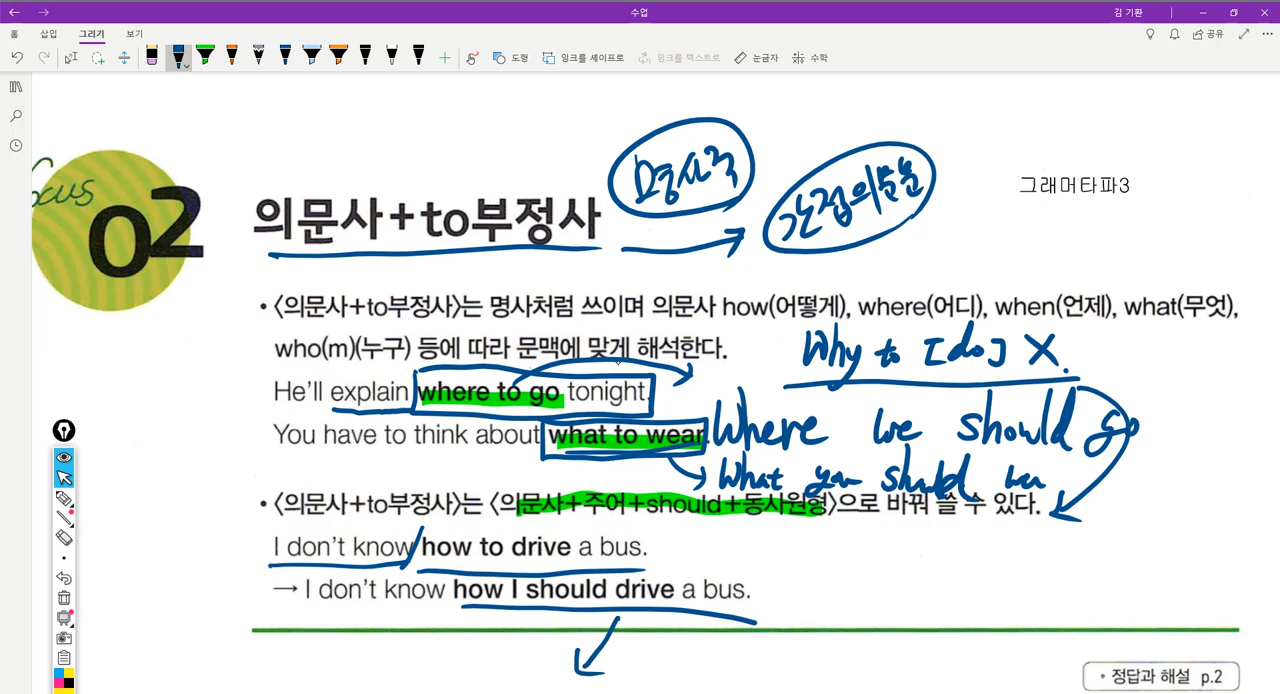 수업
김 기환
홈 삽입 그리기 보기
공유
도형 잉크를 셰이프로 잉크를 텍스트로 눈금자 수학
ocus
02
의문사+to부정사
명사구
간접의문문
그래머타파3
• 〈의문사+to부정사〉는 명사처럼 쓰이며 의문사 how(어떻게), where(어디), when(언제), what(무엇),
who(m)(누구) 등에 따라 문맥에 맞게 해석한다.
Why to [do] X.
He'll explain where to go tonight.
Where we should go
You have to think about what to wear.
What you should wear
• 〈의문사+to부정사〉는 〈의문사+주어+should+동사원형〉으로 바꿔 쓸 수 있다.
I don't know / how to drive a bus.
→ I don't know how I should drive a bus.
• 정답과 해설 p.2